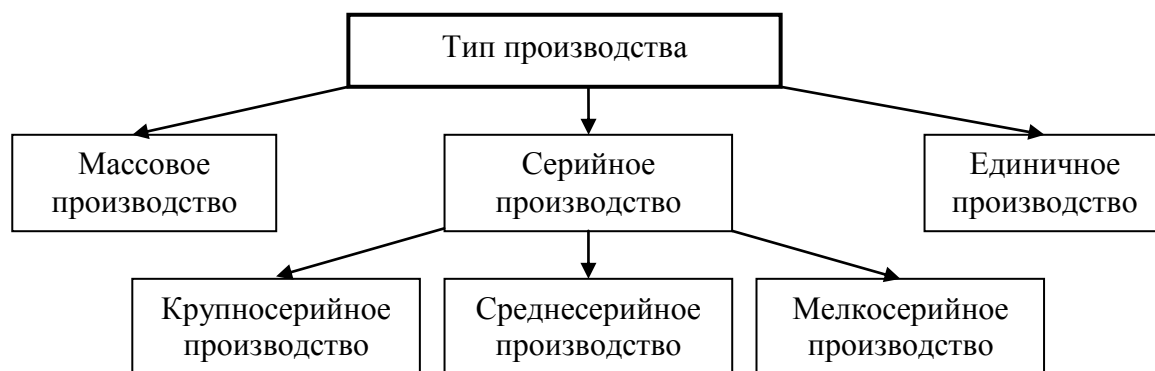 Тип производства
Массовое
производство
Серийное
производство
Единичное
производство
Крупносерийное
производство
Среднесерийное
производство
Мелкосерийное
производство